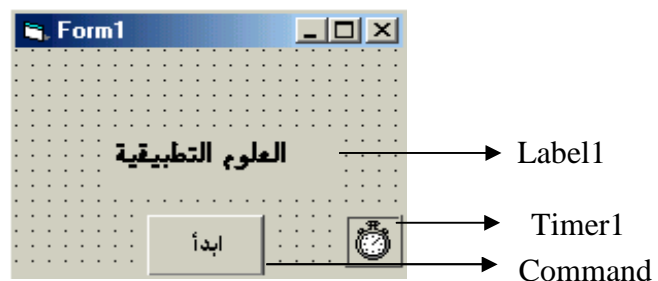 Form1
العلوم التطبيقية
Label1
Timer1
ابدأ
Command